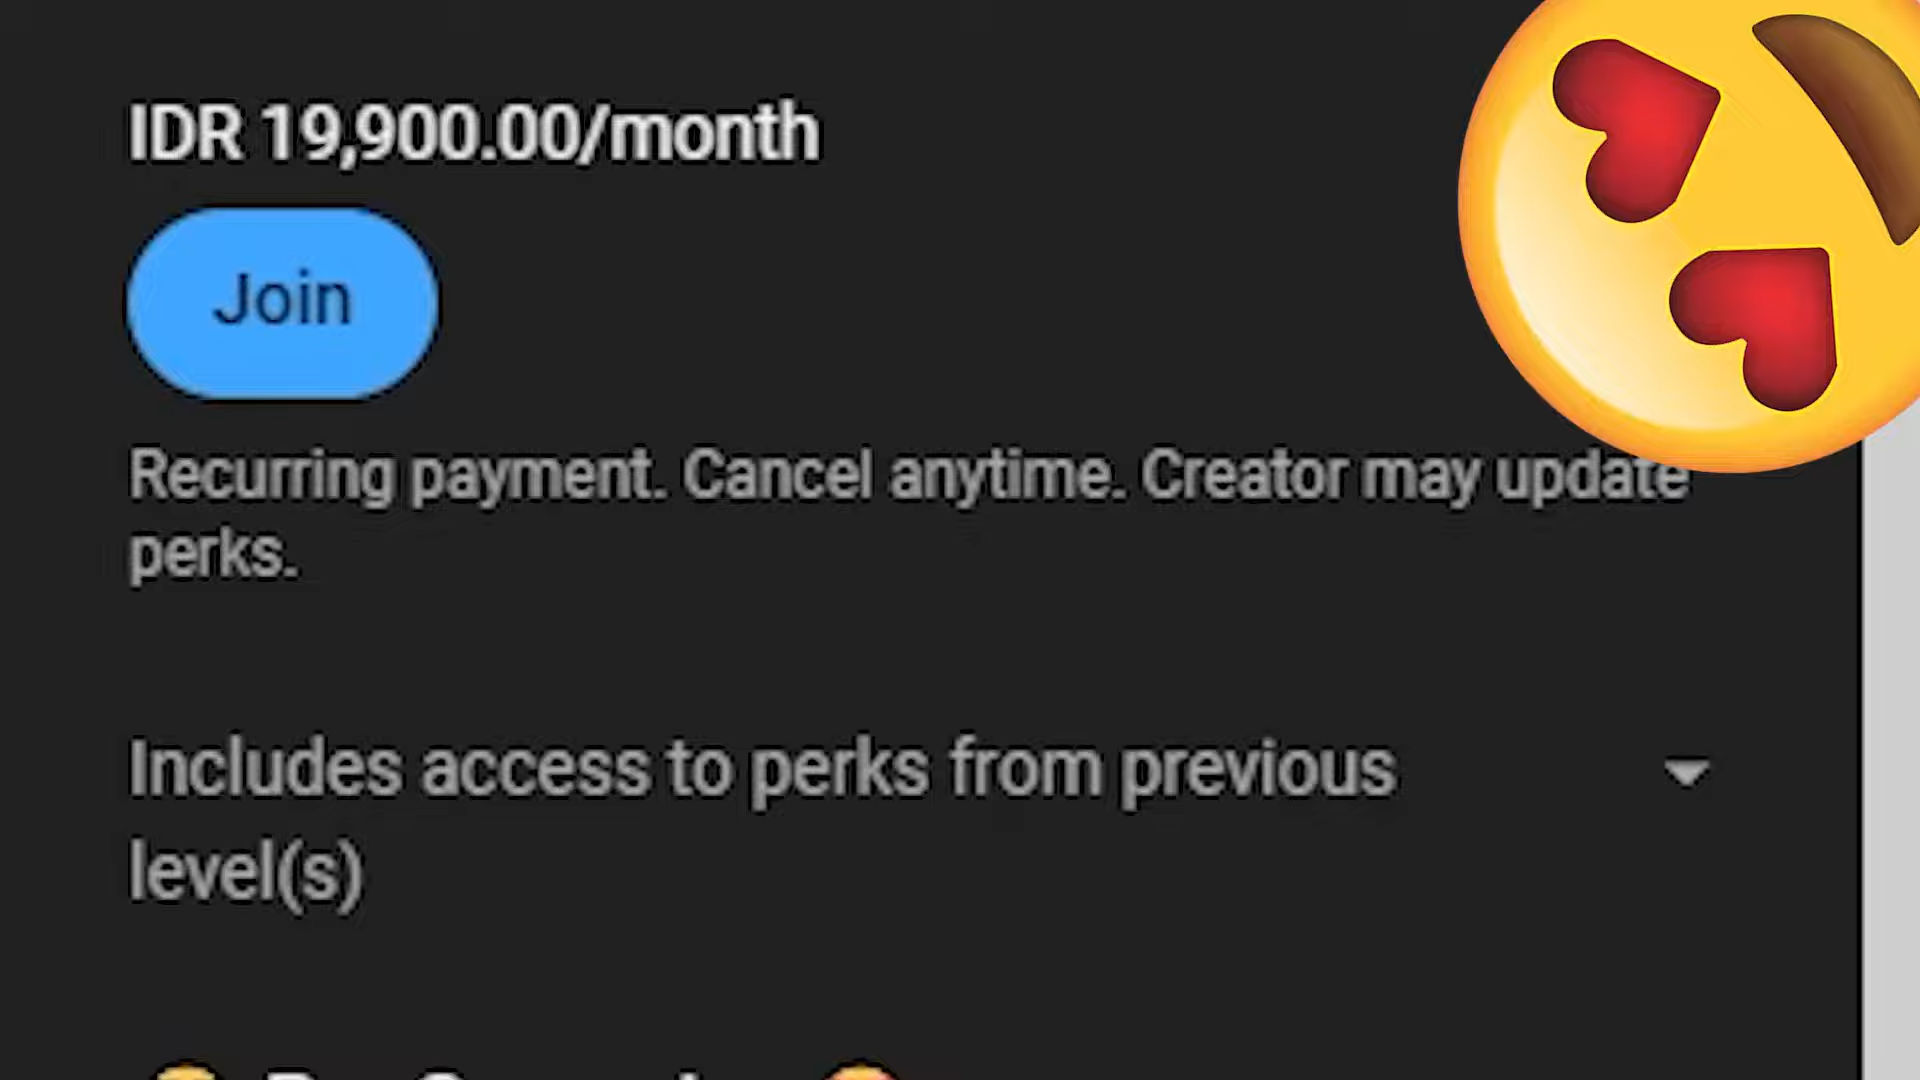 IDR 19,900.00/month
Join
Recurring payment. Cancel anytime. Creator may update
perks.
Includes access to perks from previous
level(s)